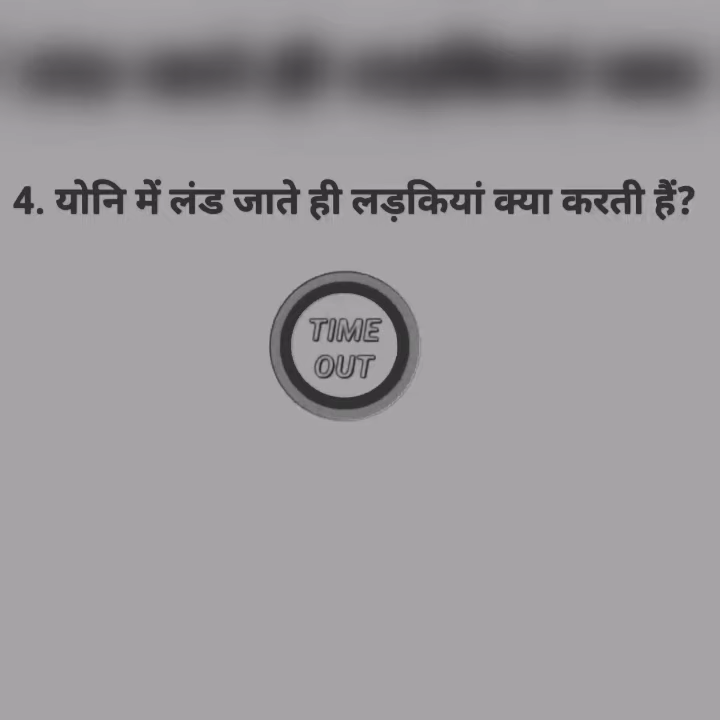 4. योनि में लंड जाते ही लड़कियां क्या करती हैं?
TIME
OUT